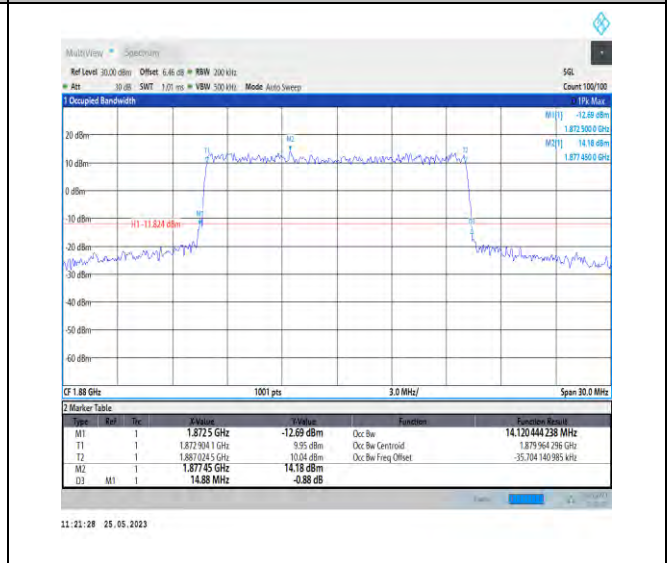 MultiView Spectrum
Ref Level 30.00 dBm Offset 6.46 dB RBW 200 kHz SGL
Att 30 dB SWT 1.01 ms VBW 500 kHz Mode Auto Sweep Count 100/100
1 Occupied Bandwidth 1Pk Max
M1[1] -12.69 dBm
1.872 500 0 GHz
M2[1] 14.18 dBm
1.877 450 0 GHz
20 dBm
M2
T1 T2
10 dBm
0 dBm
-10 dBm
M1
H1 -11.824 dBm
-20 dBm
-30 dBm
-40 dBm
-50 dBm
-60 dBm
CF 1.88 GHz 1001 pts 3.0 MHz/ Span 30.0 MHz
2 Marker Table
Type Ref Trc X-Value Y-Value Function Function Result
M1 1 1.8725 GHz -12.69 dBm Occ Bw 14.120 444 238 MHz
T1 1 1.872 904 1 GHz 9.95 dBm Occ Bw Centroid 1.879 964 296 GHz
T2 1 1.887 024 5 GHz 10.04 dBm Occ Bw Freq Offset -35.704 140 985 kHz
M2 1 1.877 45 GHz 14.18 dBm
D3 M1 1 14.88 MHz -0.88 dB
11:21:28 25.05.2023